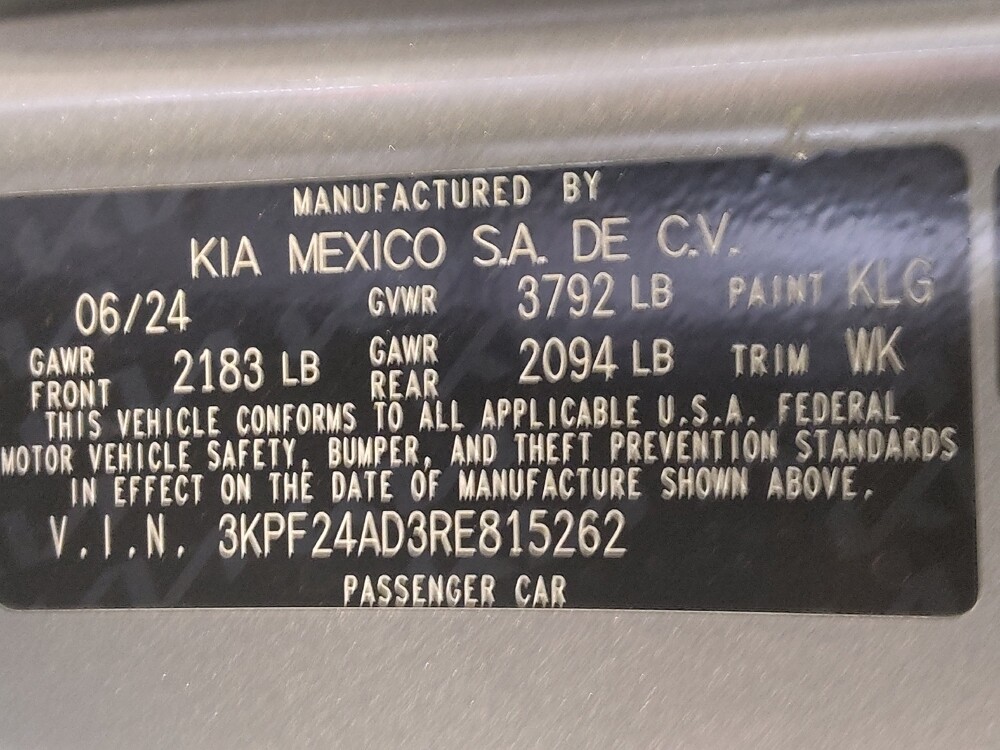 MANUFACTURED BY
KIA MEXICO S.A. DE C.V.
06/24 GVWR 3792 LB PAINT KLG
GAWR FRONT 2183 LB GAWR REAR 2094 LB TRIM WK
THIS VEHICLE CONFORMS TO ALL APPLICABLE U.S.A. FEDERAL
MOTOR VEHICLE SAFETY, BUMPER, AND THEFT PREVENTION STANDARDS
IN EFFECT ON THE DATE OF MANUFACTURE SHOWN ABOVE.
V.I.N. 3KPF24AD3RE815262
PASSENGER CAR